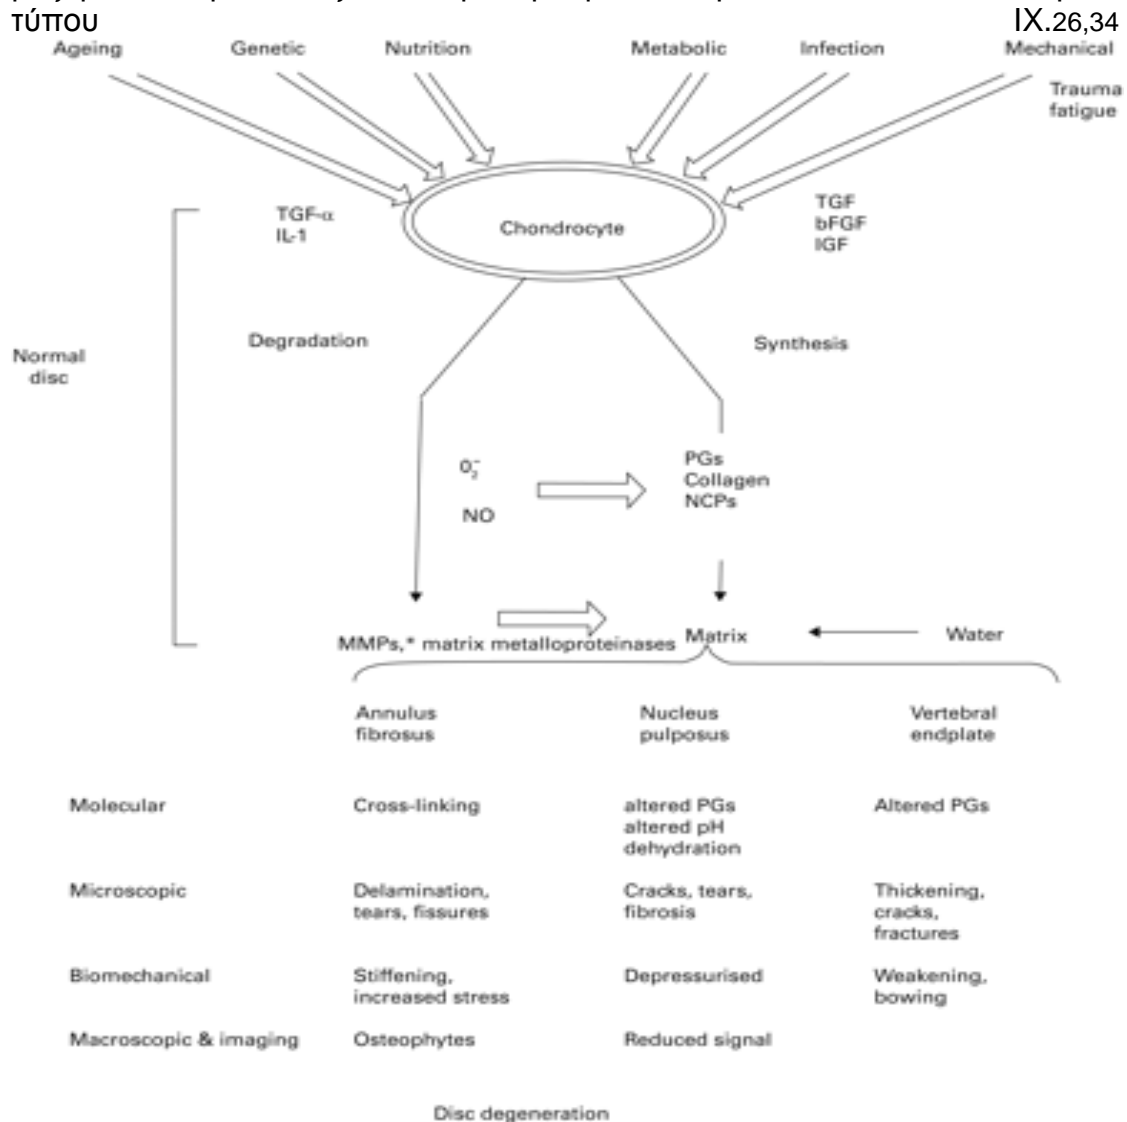 τύπου IX.26,34
Ageing Genetic Nutrition Metabolic Infection Mechanical
Trauma
fatigue
TGF-α
IL-1
Chondrocyte
TGF
bFGF
IGF
Degradation
Synthesis
Normal
disc
O₂⁻
NO
PGs
Collagen
NCPs
MMPs,* matrix metalloproteinases
Matrix
Water
Annulus
fibrosus
Nucleus
pulposus
Vertebral
endplate
Molecular
Cross-linking
altered PGs
altered pH
dehydration
Altered PGs
Microscopic
Delamination,
tears, fissures
Cracks, tears,
fibrosis
Thickening,
cracks,
fractures
Biomechanical
Stiffening,
increased stress
Depressurised
Weakening,
bowing
Macroscopic & imaging
Osteophytes
Reduced signal
Disc degeneration